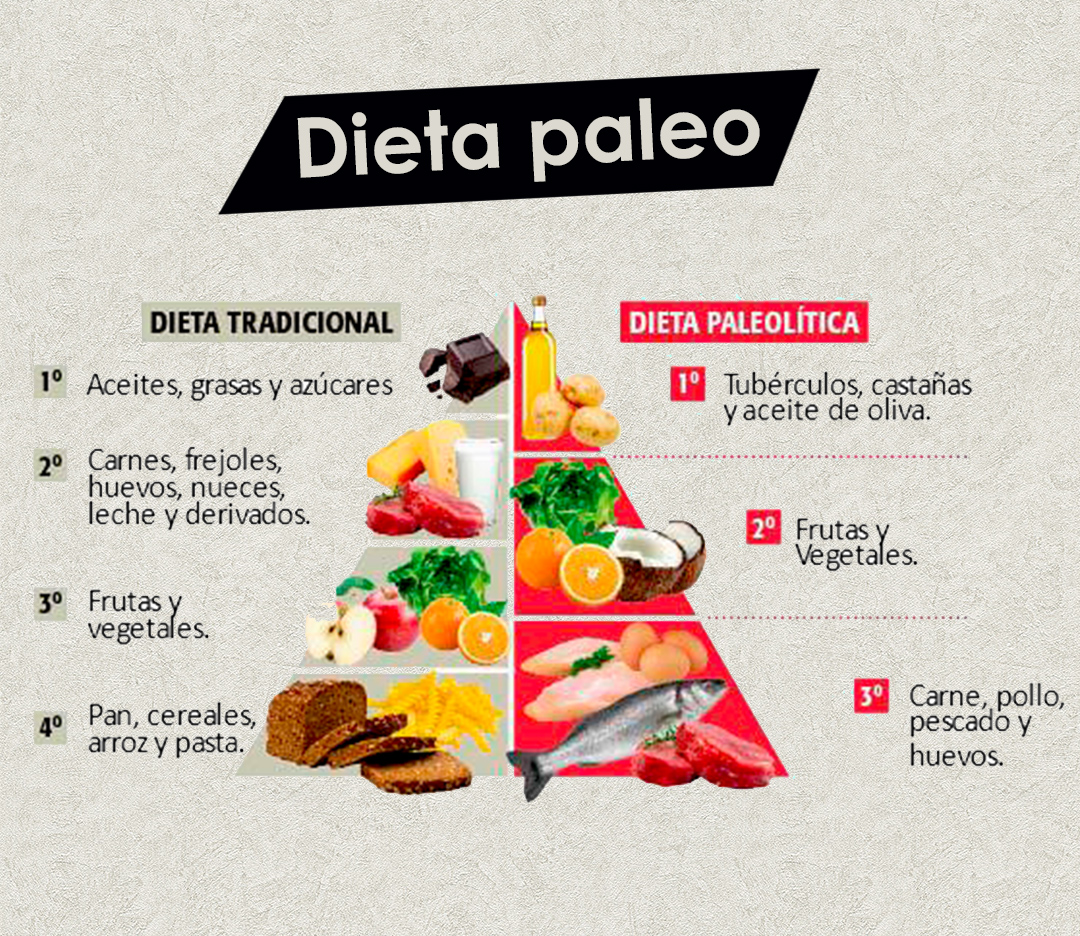 Dieta paleo
DIETA TRADICIONAL
1º Aceites, grasas y azúcares
2º Carnes, frejoles,
huevos, nueces,
leche y derivados.
3º Frutas y
vegetales.
4º Pan, cereales,
arroz y pasta.
DIETA PALEOLÍTICA
1º Tubérculos, castañas
y aceite de oliva.
2º Frutas y
Vegetales.
3º Carne, pollo,
pescado y
huevos.